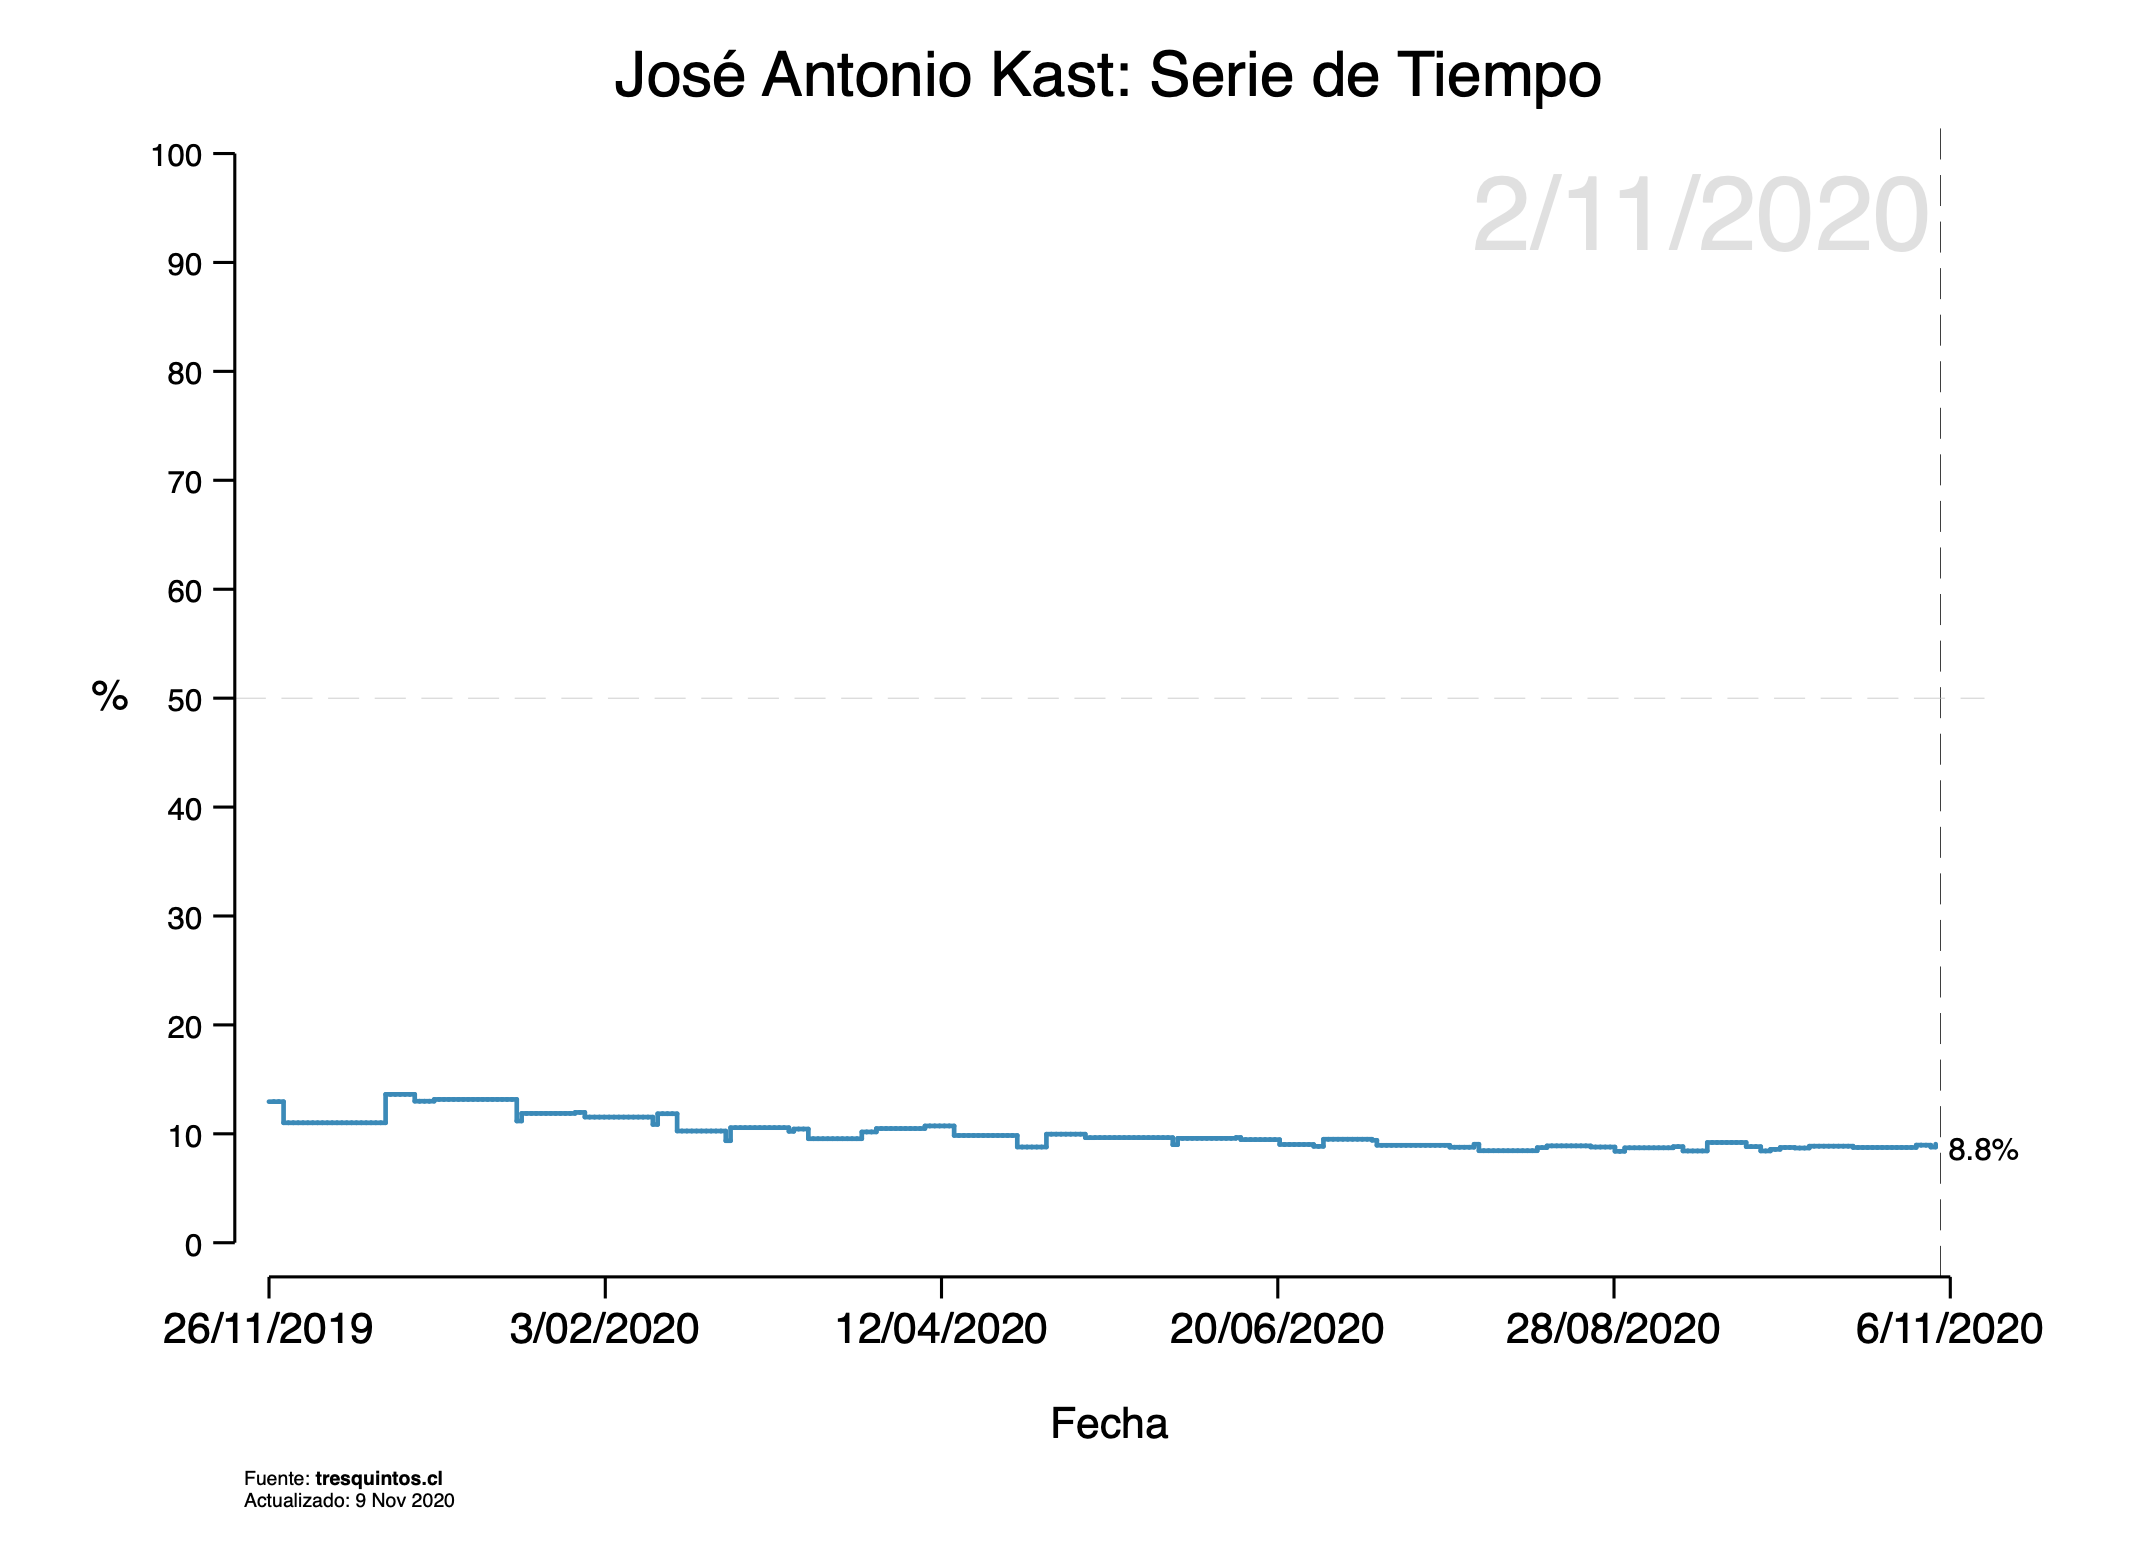 José Antonio Kast: Serie de Tiempo
2/11/2020
100
90
80
70
60
50
40
30
20
10
0
%
8.8%
26/11/2019 3/02/2020 12/04/2020 20/06/2020 28/08/2020 6/11/2020
Fecha
Fuente: tresquintos.cl
Actualizado: 9 Nov 2020